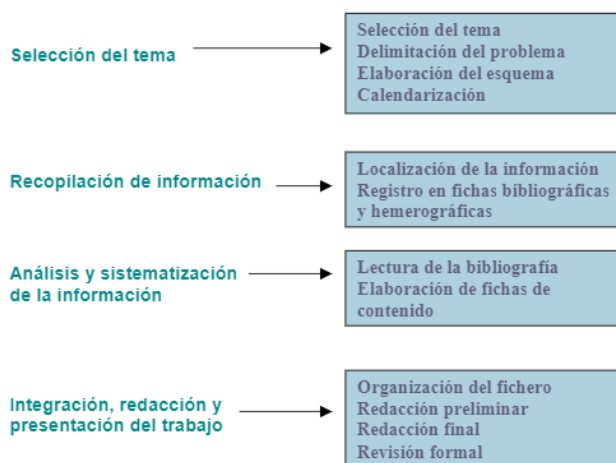 Selección del tema
Selección del tema
Delimitación del problema
Elaboración del esquema
Calendarización
Recopilación de información
Localización de la información
Registro en fichas bibliográficas
y hemerográficas
Análisis y sistematización
de la información
Lectura de la bibliografía
Elaboración de fichas de
contenido
Integración, redacción y
presentación del trabajo
Organización del fichero
Redacción preliminar
Redacción final
Revisión formal